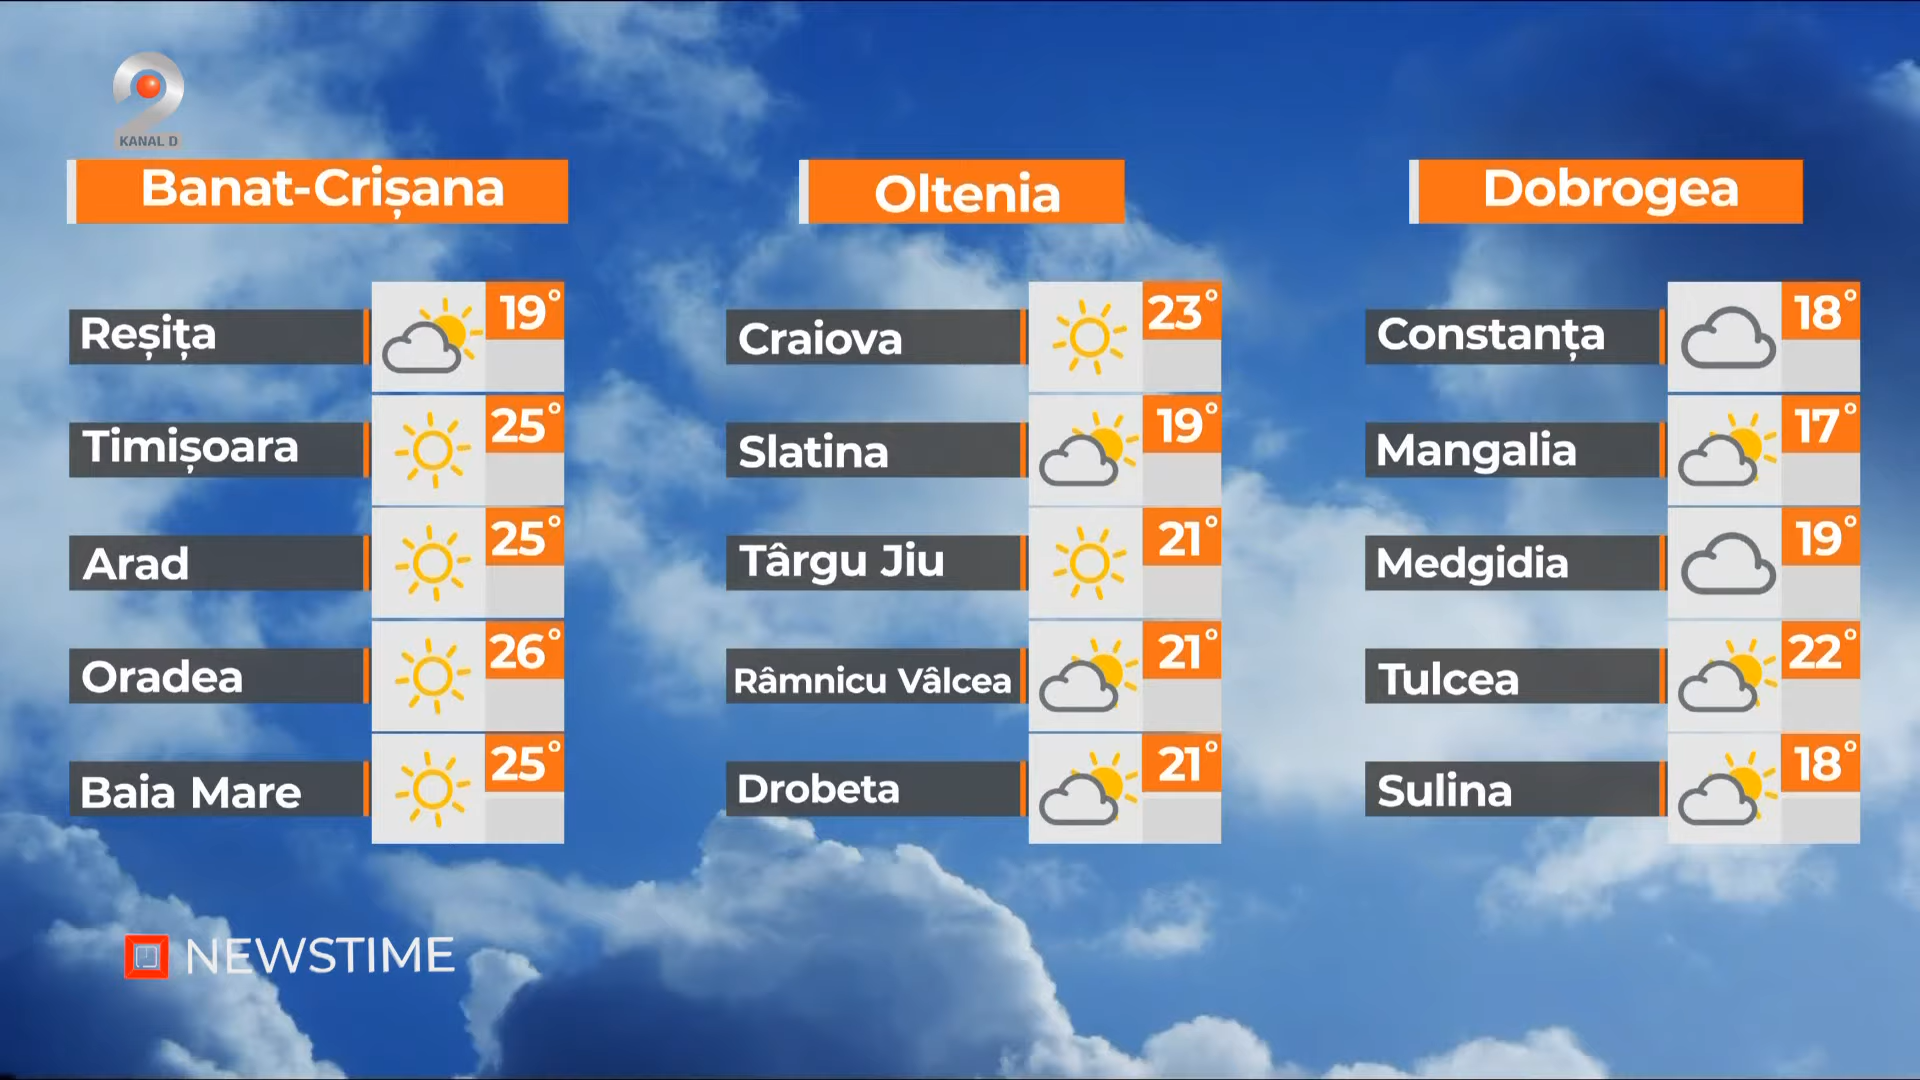 KANAL D
Banat-Crișana
Reșița 19°
Timișoara 25°
Arad 25°
Oradea 26°
Baia Mare 25°
Oltenia
Craiova 23°
Slatina 19°
Târgu Jiu 21°
Râmnicu Vâlcea 21°
Drobeta 21°
Dobrogea
Constanța 18°
Mangalia 17°
Medgidia 19°
Tulcea 22°
Sulina 18°
NEWSTIME